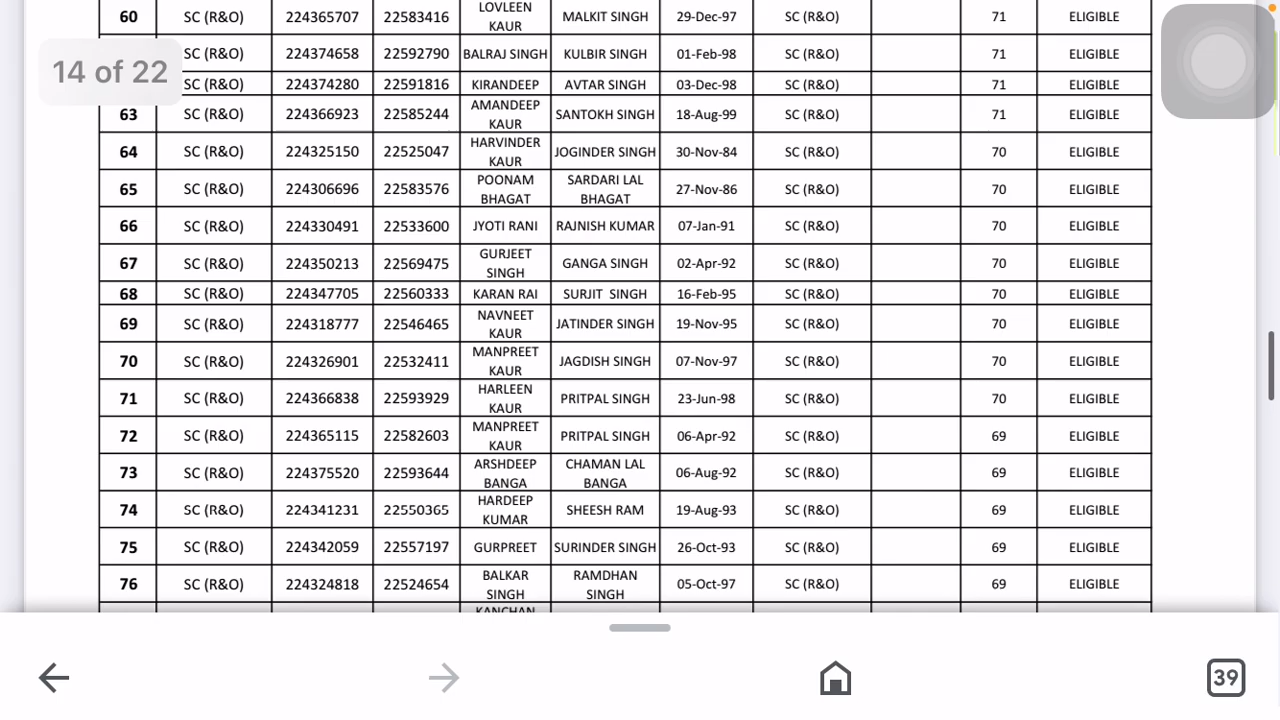 60 SC (R&O) 224365707 22583416 LOVLEEN KAUR MALKIT SINGH 29-Dec-97 SC (R&O) 71 ELIGIBLE
SC (R&O) 224374658 22592790 BALRAJ SINGH KULBIR SINGH 01-Feb-98 SC (R&O) 71 ELIGIBLE
14 of 22
SC (R&O) 224374280 22591816 KIRANDEEP AVTAR SINGH 03-Dec-98 SC (R&O) 71 ELIGIBLE
63 SC (R&O) 224366923 22585244 AMANDEEP KAUR SANTOKH SINGH 18-Aug-99 SC (R&O) 71 ELIGIBLE
64 SC (R&O) 224325150 22525047 HARVINDER KAUR JOGINDER SINGH 30-Nov-84 SC (R&O) 70 ELIGIBLE
65 SC (R&O) 224306696 22583576 POONAM BHAGAT SARDARI LAL BHAGAT 27-Nov-86 SC (R&O) 70 ELIGIBLE
66 SC (R&O) 224330491 22533600 JYOTI RANI RAJNISH KUMAR 07-Jan-91 SC (R&O) 70 ELIGIBLE
67 SC (R&O) 224350213 22569475 GURJEET SINGH GANGA SINGH 02-Apr-92 SC (R&O) 70 ELIGIBLE
68 SC (R&O) 224347705 22560333 KARAN RAI SURJIT SINGH 16-Feb-95 SC (R&O) 70 ELIGIBLE
69 SC (R&O) 224318777 22546465 NAVNEET KAUR JATINDER SINGH 19-Nov-95 SC (R&O) 70 ELIGIBLE
70 SC (R&O) 224326901 22532411 MANPREET KAUR JAGDISH SINGH 07-Nov-97 SC (R&O) 70 ELIGIBLE
71 SC (R&O) 224366838 22593929 HARLEEN KAUR PRITPAL SINGH 23-Jun-98 SC (R&O) 70 ELIGIBLE
72 SC (R&O) 224365115 22582603 MANPREET KAUR PRITPAL SINGH 06-Apr-92 SC (R&O) 69 ELIGIBLE
73 SC (R&O) 224375520 22593644 ARSHDEEP BANGA CHAMAN LAL BANGA 06-Aug-92 SC (R&O) 69 ELIGIBLE
74 SC (R&O) 224341231 22550365 HARDEEP KUMAR SHEESH RAM 19-Aug-93 SC (R&O) 69 ELIGIBLE
75 SC (R&O) 224342059 22557197 GURPREET SURINDER SINGH 26-Oct-93 SC (R&O) 69 ELIGIBLE
76 SC (R&O) 224324818 22524654 BALKAR SINGH RAMDHAN SINGH 05-Oct-97 SC (R&O) 69 ELIGIBLE
KANCHAN
39